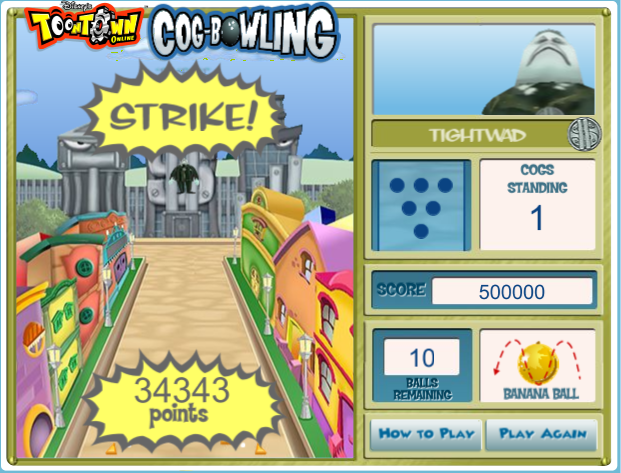 Disney's
TOONTOWN
ONLINE
COG-BOWLING
STRIKE!
TIGHTWAD
COGS
STANDING
1
SCORE 500000
10
BALLS
REMAINING
BANANA BALL
34343
points
HOW TO PLAY PLAY AGAIN